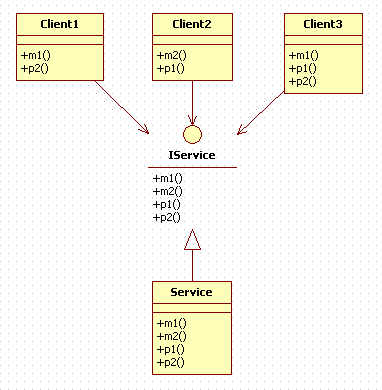 Client1
+m1()
+p2()
Client2
+m2()
+p1()
Client3
+m1()
+p1()
+p2()
IService
+m1()
+m2()
+p1()
+p2()
Service
+m1()
+m2()
+p1()
+p2()